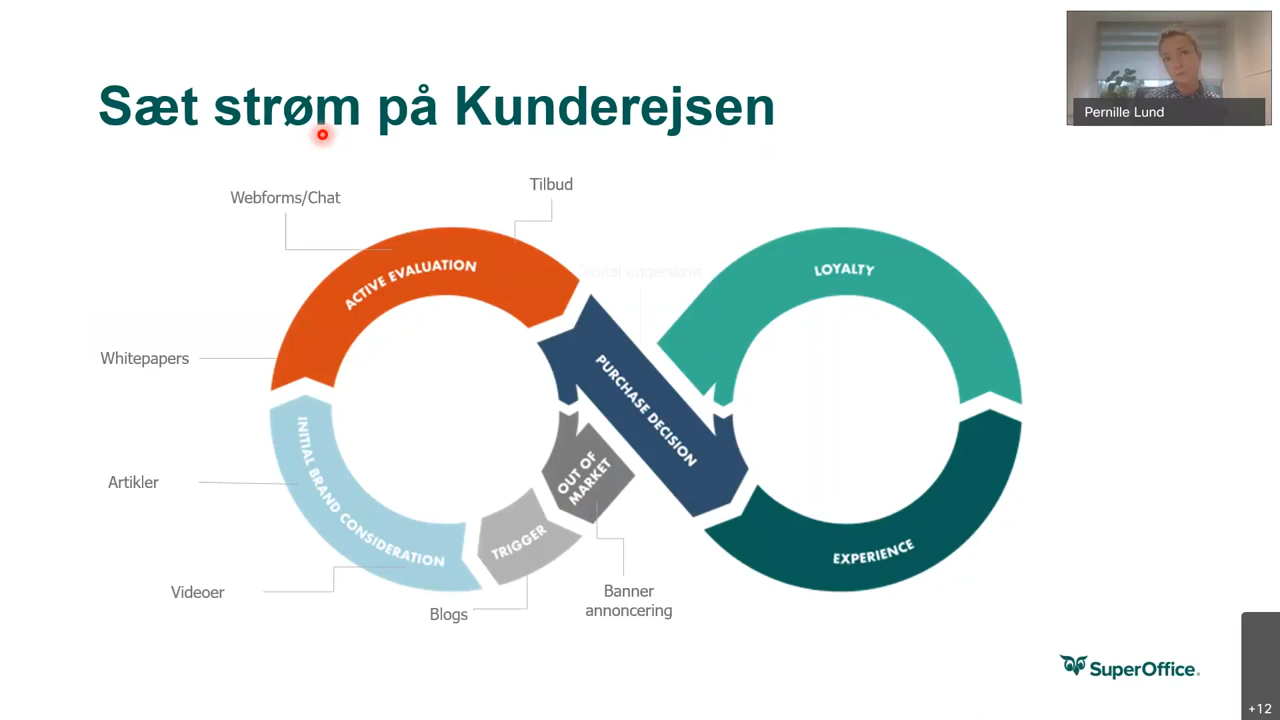 Sæt strøm på Kunderejsen
Pernille Lund
Webforms/Chat
Tilbud
ACTIVE EVALUATION
LOYALTY
Whitepapers
PURCHASE DECISION
INITIAL BRAND CONSIDERATION
OUT OF
MARKET
Artikler
TRIGGER
EXPERIENCE
Videoer
Blogs
Banner
annoncering
SuperOffice.
+12